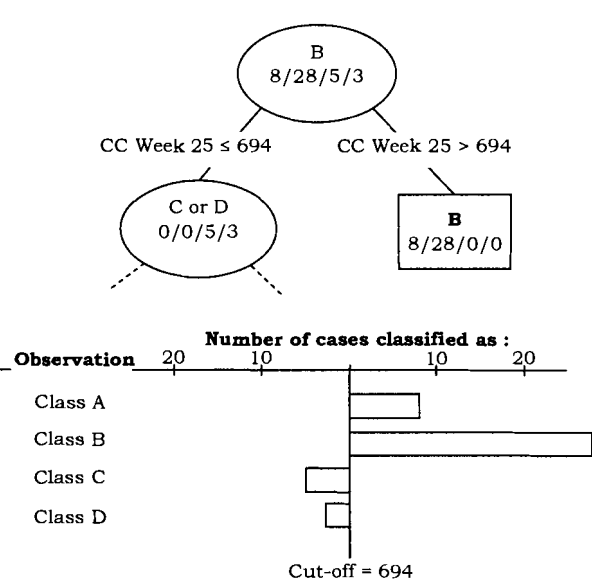 B
8/28/5/3
CC Week 25 ≤ 694
CC Week 25 > 694
C or D
0/0/5/3
B
8/28/0/0
Number of cases classified as :
Observation 20 10 10 20
Class A
Class B
Class C
Class D
Cut-off = 694